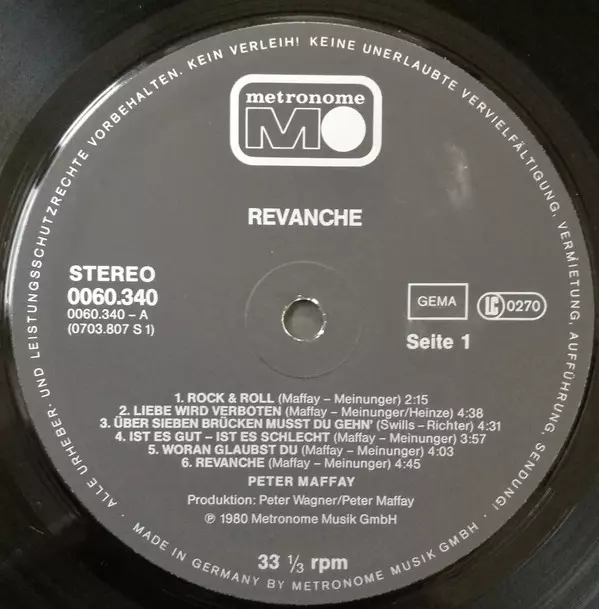 ALLE URHEBER- UND LEISTUNGSSCHUTZRECHTE VORBEHALTEN. KEIN VERLEIH! KEINE UNERLAUBTE VERVIELFÄLTIGUNG, VERMIETUNG, AUFFÜHRUNG, SENDUNG!
metronome
M
REVANCHE
STEREO
0060.340
0060.340 – A
(0703.807 S 1)
GEMA
LC 0270
Seite 1
1. ROCK & ROLL (Maffay – Meinunger) 2:15
2. LIEBE WIRD VERBOTEN (Maffay – Meinunger/Heinze) 4:38
3. ÜBER SIEBEN BRÜCKEN MUSST DU GEHN' (Swills – Richter) 4:31
4. IST ES GUT – IST ES SCHLECHT (Maffay – Meinunger) 3:57
5. WORAN GLAUBST DU (Maffay – Meinunger) 4:03
6. REVANCHE (Maffay – Meinunger) 4:45
PETER MAFFAY
Produktion: Peter Wagner/Peter Maffay
℗ 1980 Metronome Musik GmbH
33 ⅓ rpm
MADE IN GERMANY BY METRONOME MUSIK GMBH